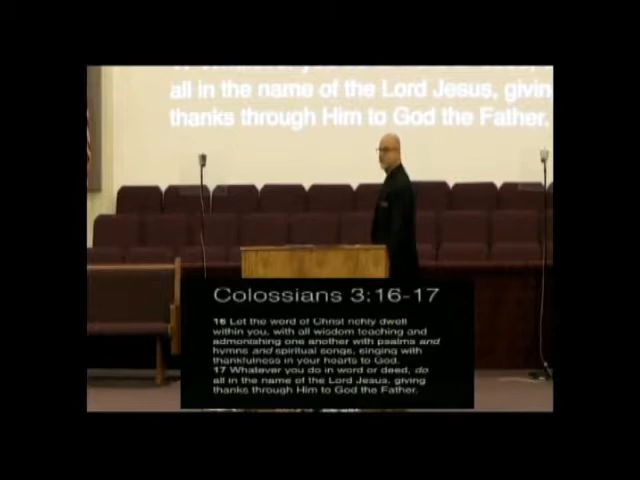 all in the name of the Lord Jesus, giving
thanks through Him to God the Father.
Colossians 3:16-17
16 Let the word of Christ richly dwell
within you, with all wisdom teaching and
admonishing one another with psalms and
hymns and spiritual songs, singing with
thankfulness in your hearts to God.
17 Whatever you do in word or deed, do
all in the name of the Lord Jesus, giving
thanks through Him to God the Father.